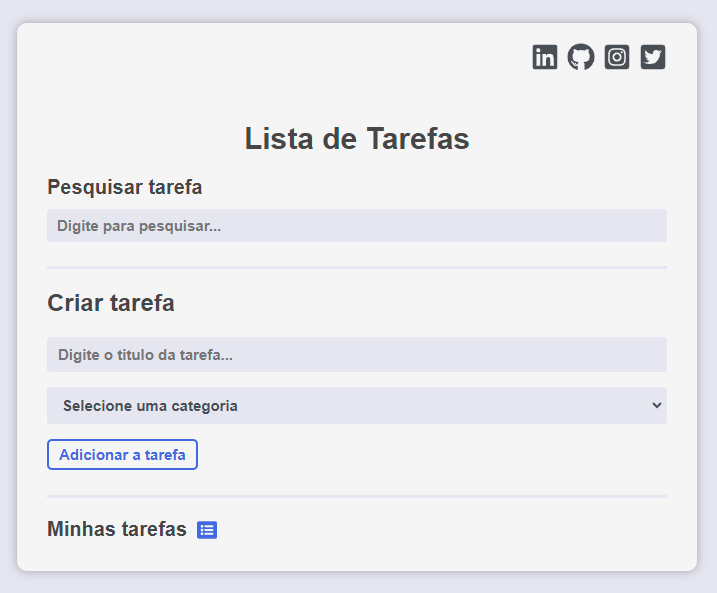 Lista de Tarefas
Pesquisar tarefa
Digite para pesquisar...
Criar tarefa
Digite o titulo da tarefa...
Selecione uma categoria
Adicionar a tarefa
Minhas tarefas